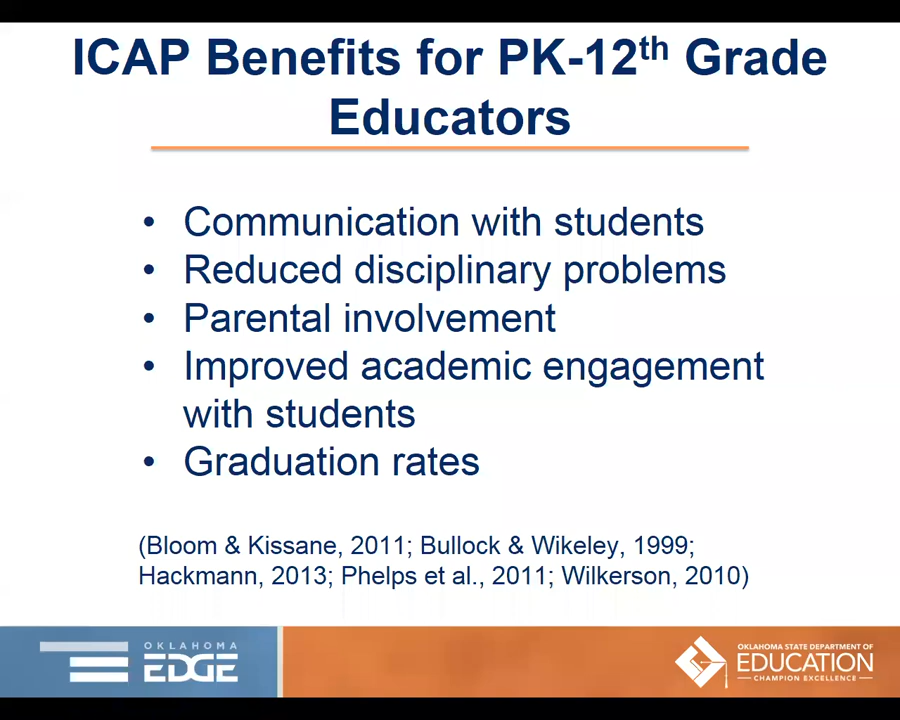 ICAP Benefits for PK-12th Grade
Educators
• Communication with students
• Reduced disciplinary problems
• Parental involvement
• Improved academic engagement
with students
• Graduation rates
(Bloom & Kissane, 2011; Bullock & Wikeley, 1999;
Hackmann, 2013; Phelps et al., 2011; Wilkerson, 2010)
OKLAHOMA
EDGE
OKLAHOMA STATE DEPARTMENT OF
EDUCATION
CHAMPION EXCELLENCE